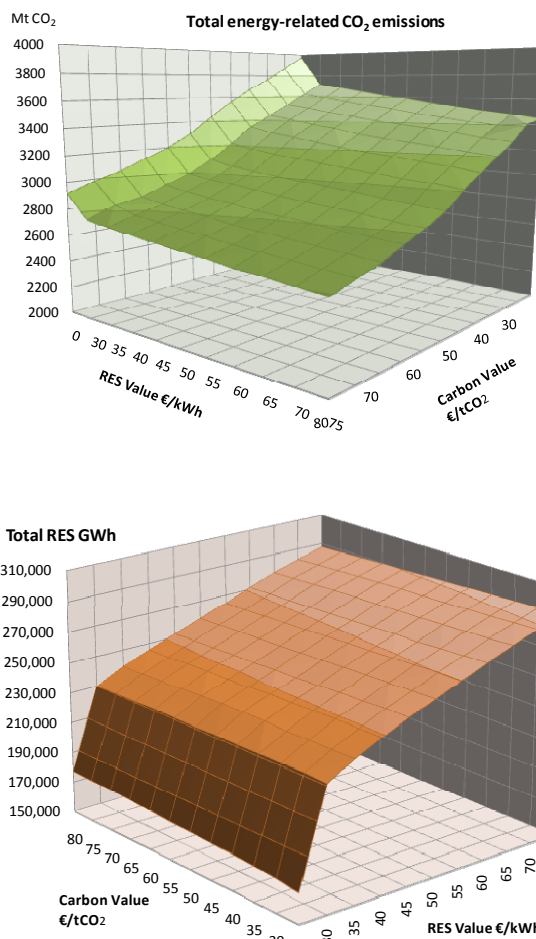 Mt CO2
Total energy-related CO2 emissions
4000
3800
3600
3400
3200
3000
2800
2600
2400
2200
2000
0 30 35 40 45 50 55 60 65 70 8075
RES Value €/kWh
70 60 50 40 30
Carbon Value
€/tCO2
Total RES GWh
310,000
290,000
270,000
250,000
230,000
210,000
190,000
170,000
150,000
80 75 70 65 60 55 50 45 40 35
Carbon Value
€/tCO2
35 40 45 50 55 60 65 70
RES Value €/kWh